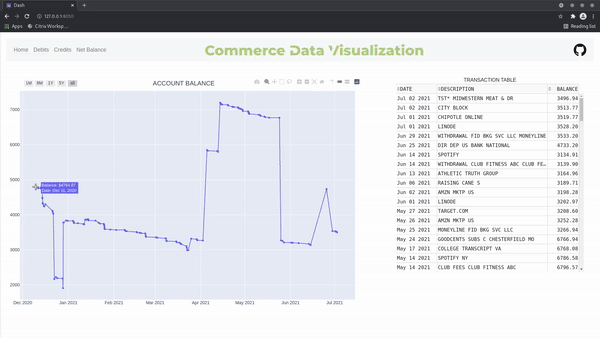 Dash
127.0.0.1:8050
Apps
Citrix Worksp...
Reading list
Home Debits Credits Net Balance
Commerce Data Visualization
1M 6M 1Y 5Y all
ACCOUNT BALANCE
7000
6000
5000
4000
3000
2000
Balance: $4764.87
Date: Dec 11, 2020
Dec 2020 Jan 2021 Feb 2021 Mar 2021 Apr 2021 May 2021 Jun 2021 Jul 2021
TRANSACTION TABLE
DATE DESCRIPTION BALANCE
Jul 02 2021 TST* MIDWESTERN MEAT & DR 3496.94
Jul 02 2021 CITY BLOCK 3513.77
Jul 01 2021 CHIPOTLE ONLINE 3519.77
Jul 01 2021 LINODE 3528.20
Jun 29 2021 WITHDRAWAL FID BKG SVC LLC MONEYLINE 3533.20
Jun 25 2021 DIR DEP US BANK NATIONAL 4733.20
Jun 14 2021 SPOTIFY 3134.91
Jun 14 2021 WITHDRAWAL CLUB FITNESS ABC CLUB FE… 3139.90
Jun 13 2021 ATHLETIC TRUTH GROUP 3164.96
Jun 06 2021 RAISING CANE S 3189.71
Jun 02 2021 AMZN MKTP US 3198.28
Jun 01 2021 LINODE 3202.97
May 27 2021 TARGET.COM 3208.60
May 26 2021 AMZN MKTP US 3252.28
May 25 2021 MONEYLINE FID BKG SVC LLC 3266.94
May 24 2021 GOODCENTS SUBS C CHESTERFIELD MO 6786.94
May 17 2021 COLLEGE TRANSCRIPT VA 6768.08
May 14 2021 SPOTIFY NY 6786.58
May 14 2021 CLUB FEES CLUB FITNESS ABC 6796.57